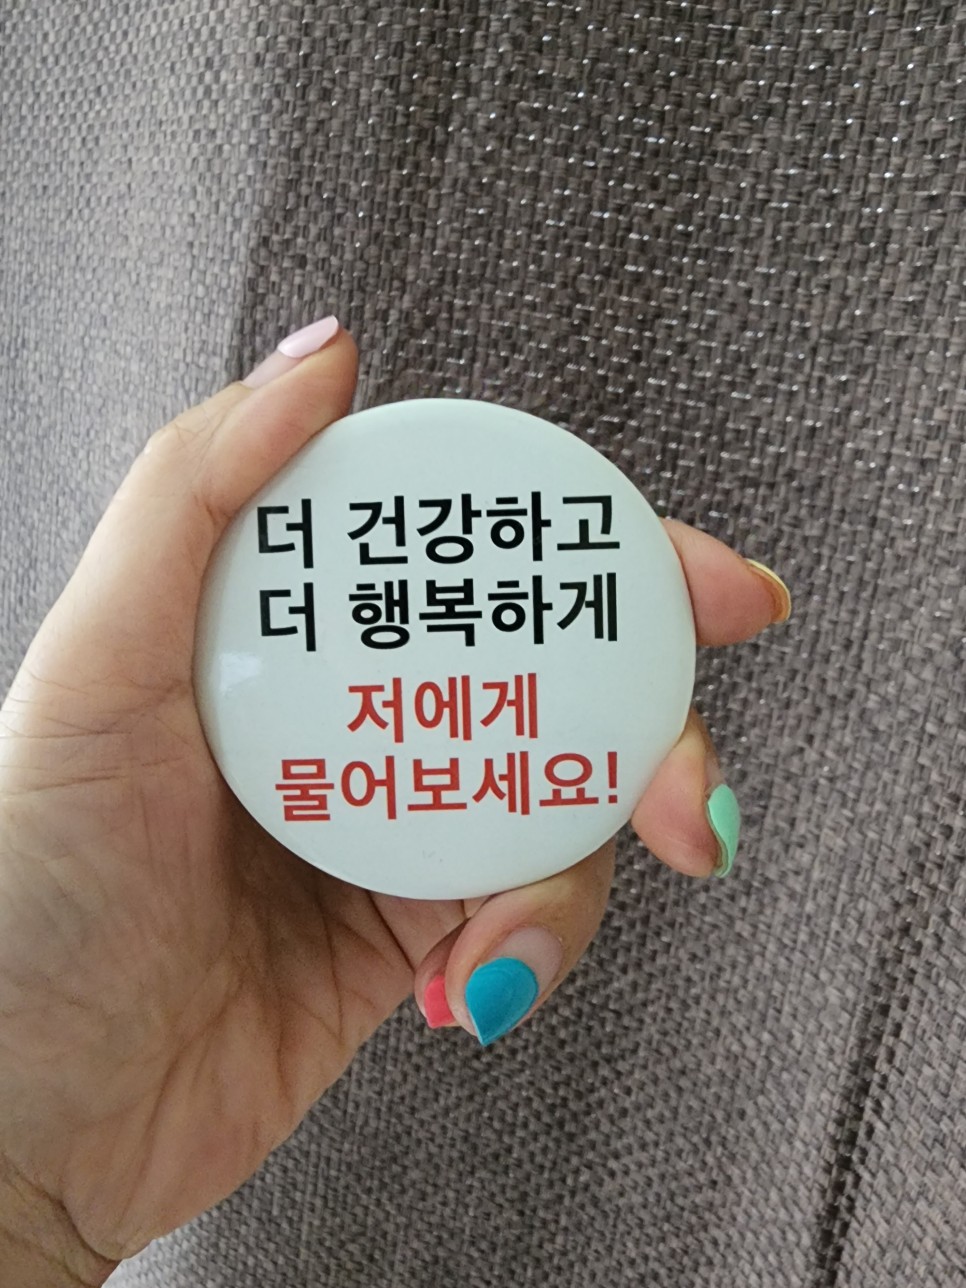 더 건강하고
더 행복하게
저에게
물어보세요!